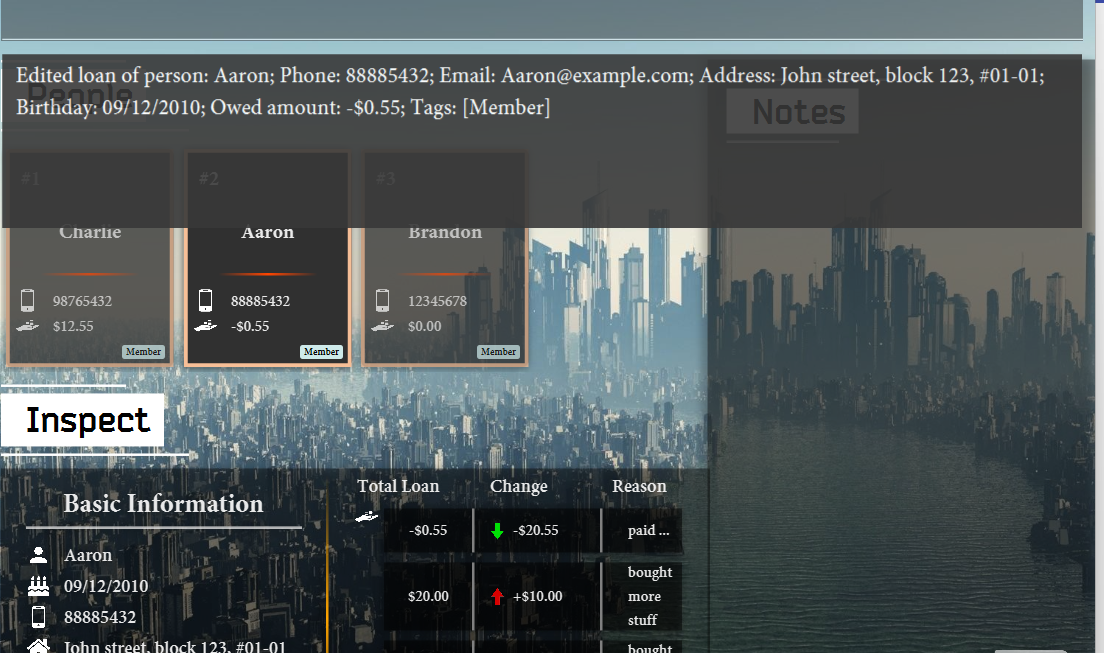 Edited loan of person: Aaron; Phone: 88885432; Email: Aaron@example.com; Address: John street, block 123, #01-01;
Birthday: 09/12/2010; Owed amount: -$0.55; Tags: [Member]
People
Notes
#1
Charlie
98765432
$12.55
Member
#2
Aaron
88885432
-$0.55
Member
#3
Brandon
12345678
$0.00
Member
Inspect
Basic Information
Aaron
09/12/2010
88885432
John street, block 123, #01-01
Total Loan Change Reason
-$0.55 -$20.55 paid ...
$20.00 +$10.00 bought
more
stuff
bought